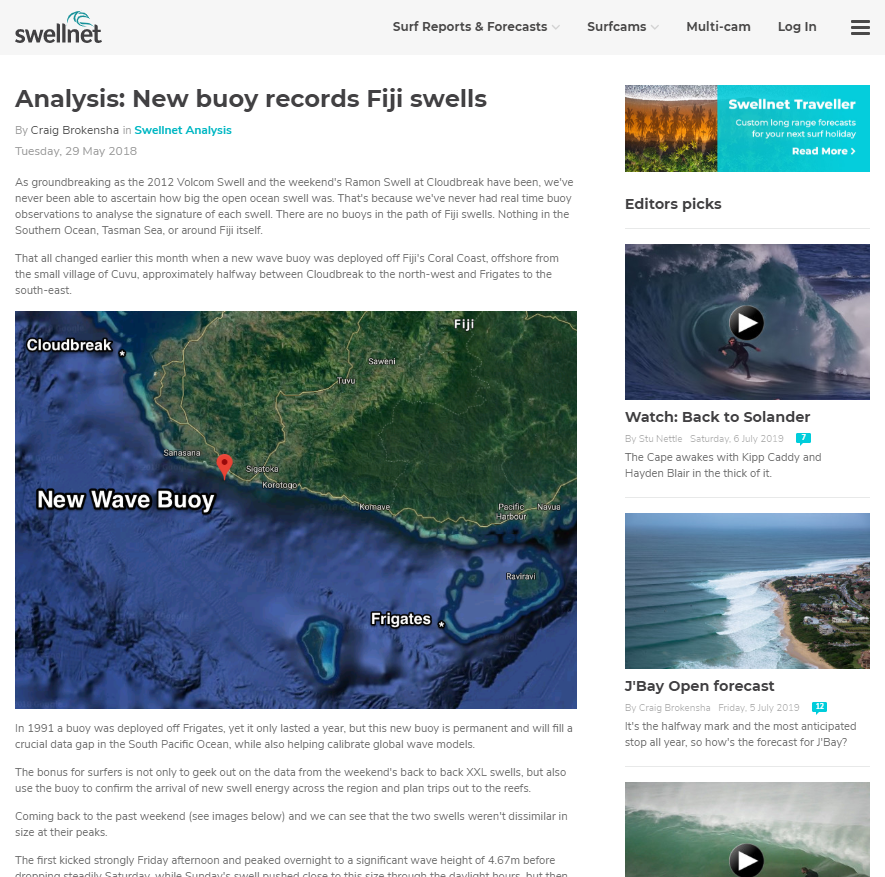 swellnet
Surf Reports & Forecasts
Surfcams
Multi-cam
Log In
Analysis: New buoy records Fiji swells
By Craig Brokensha in Swellnet Analysis
Tuesday, 29 May 2018
As groundbreaking as the 2012 Volcom Swell and the weekend's Ramon Swell at Cloudbreak have been, we've
never been able to ascertain how big the open ocean swell was. That's because we've never had real time buoy
observations to analyse the signature of each swell. There are no buoys in the path of Fiji swells. Nothing in the
Southern Ocean, Tasman Sea, or around Fiji itself.
That all changed earlier this month when a new wave buoy was deployed off Fiji's Coral Coast, offshore from
the small village of Cuvu, approximately halfway between Cloudbreak to the north-west and Frigates to the
south-east.
Fiji
Cloudbreak
Saweni
Tuvu
Sanasana
Sigatoka
Korotogo
New Wave Buoy
Komave
Pacific
Harbour
Navua
Raviravi
Frigates
In 1991 a buoy was deployed off Frigates, yet it only lasted a year, but this new buoy is permanent and will fill a
crucial data gap in the South Pacific Ocean, while also helping calibrate global wave models.
The bonus for surfers is not only to geek out on the data from the weekend's back to back XXL swells, but also
use the buoy to confirm the arrival of new swell energy across the region and plan trips out to the reefs.
Coming back to the past weekend (see images below) and we can see that the two swells weren't dissimilar in
size at their peaks.
The first kicked strongly Friday afternoon and peaked overnight to a significant wave height of 4.67m before
dropping steadily Saturday, while Sunday's swell pushed close to this size through the daylight hours, but then
Swellnet Traveller
Custom long range forecasts
for your next surf holiday
Read More >
Editors picks
Watch: Back to Solander
By Stu Nettle Saturday, 6 July 2019 7
The Cape awakes with Kipp Caddy and
Hayden Blair in the thick of it.
J'Bay Open forecast
By Craig Brokensha Friday, 5 July 2019 12
It's the halfway mark and the most anticipated
stop all year, so how's the forecast for J'Bay?